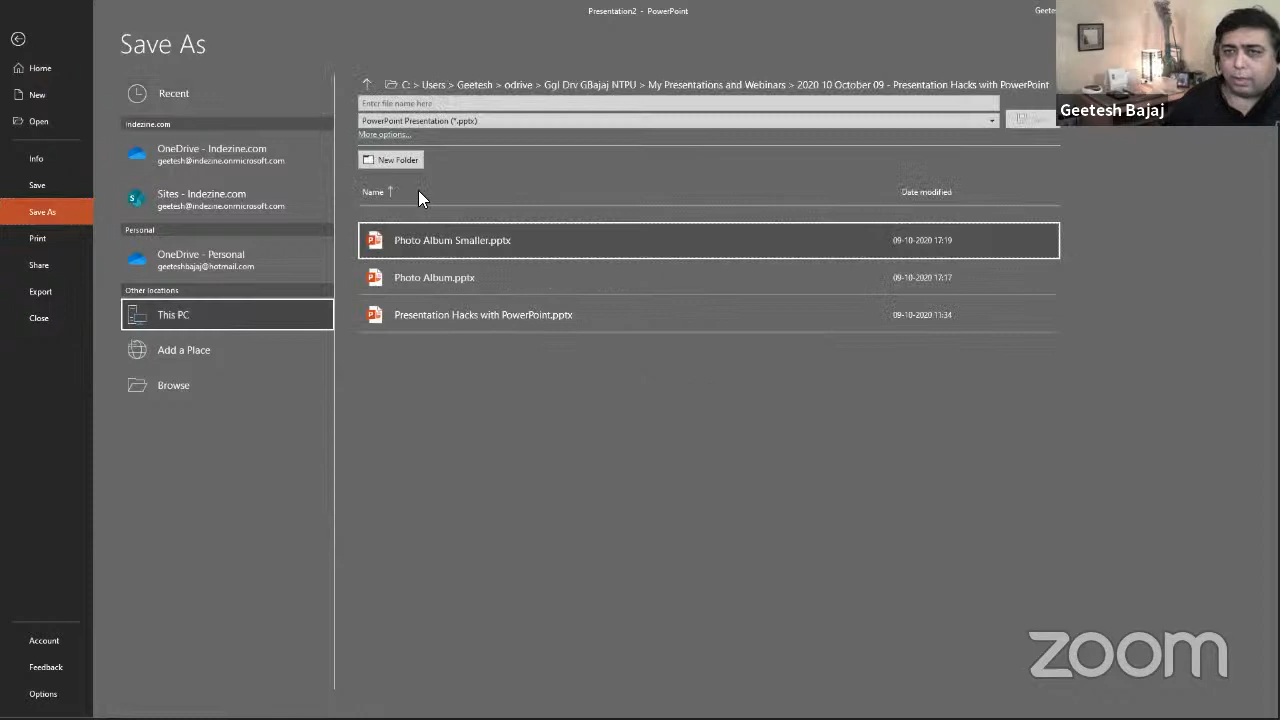 Presentation2 - PowerPoint
Geete
Geetesh Bajaj
Save As
Home
New
Open
Info
Save
Save As
Print
Share
Export
Close
Account
Feedback
Options
Recent
Indezine.com
OneDrive - Indezine.com
geetesh@indezine.onmicrosoft.com
Sites - Indezine.com
geetesh@indezine.onmicrosoft.com
Personal
OneDrive - Personal
geeteshbajaj@hotmail.com
Other locations
This PC
Add a Place
Browse
C: > Users > Geetesh > odrive > Ggl Drv GBajaj NTPU > My Presentations and Webinars > 2020 10 October 09 - Presentation Hacks with PowerPoint
Enter file name here
PowerPoint Presentation (*.pptx)
More options...
New Folder
Name ↑ Date modified
Photo Album Smaller.pptx 09-10-2020 17:19
Photo Album.pptx 09-10-2020 17:17
Presentation Hacks with PowerPoint.pptx 09-10-2020 11:34
zoom